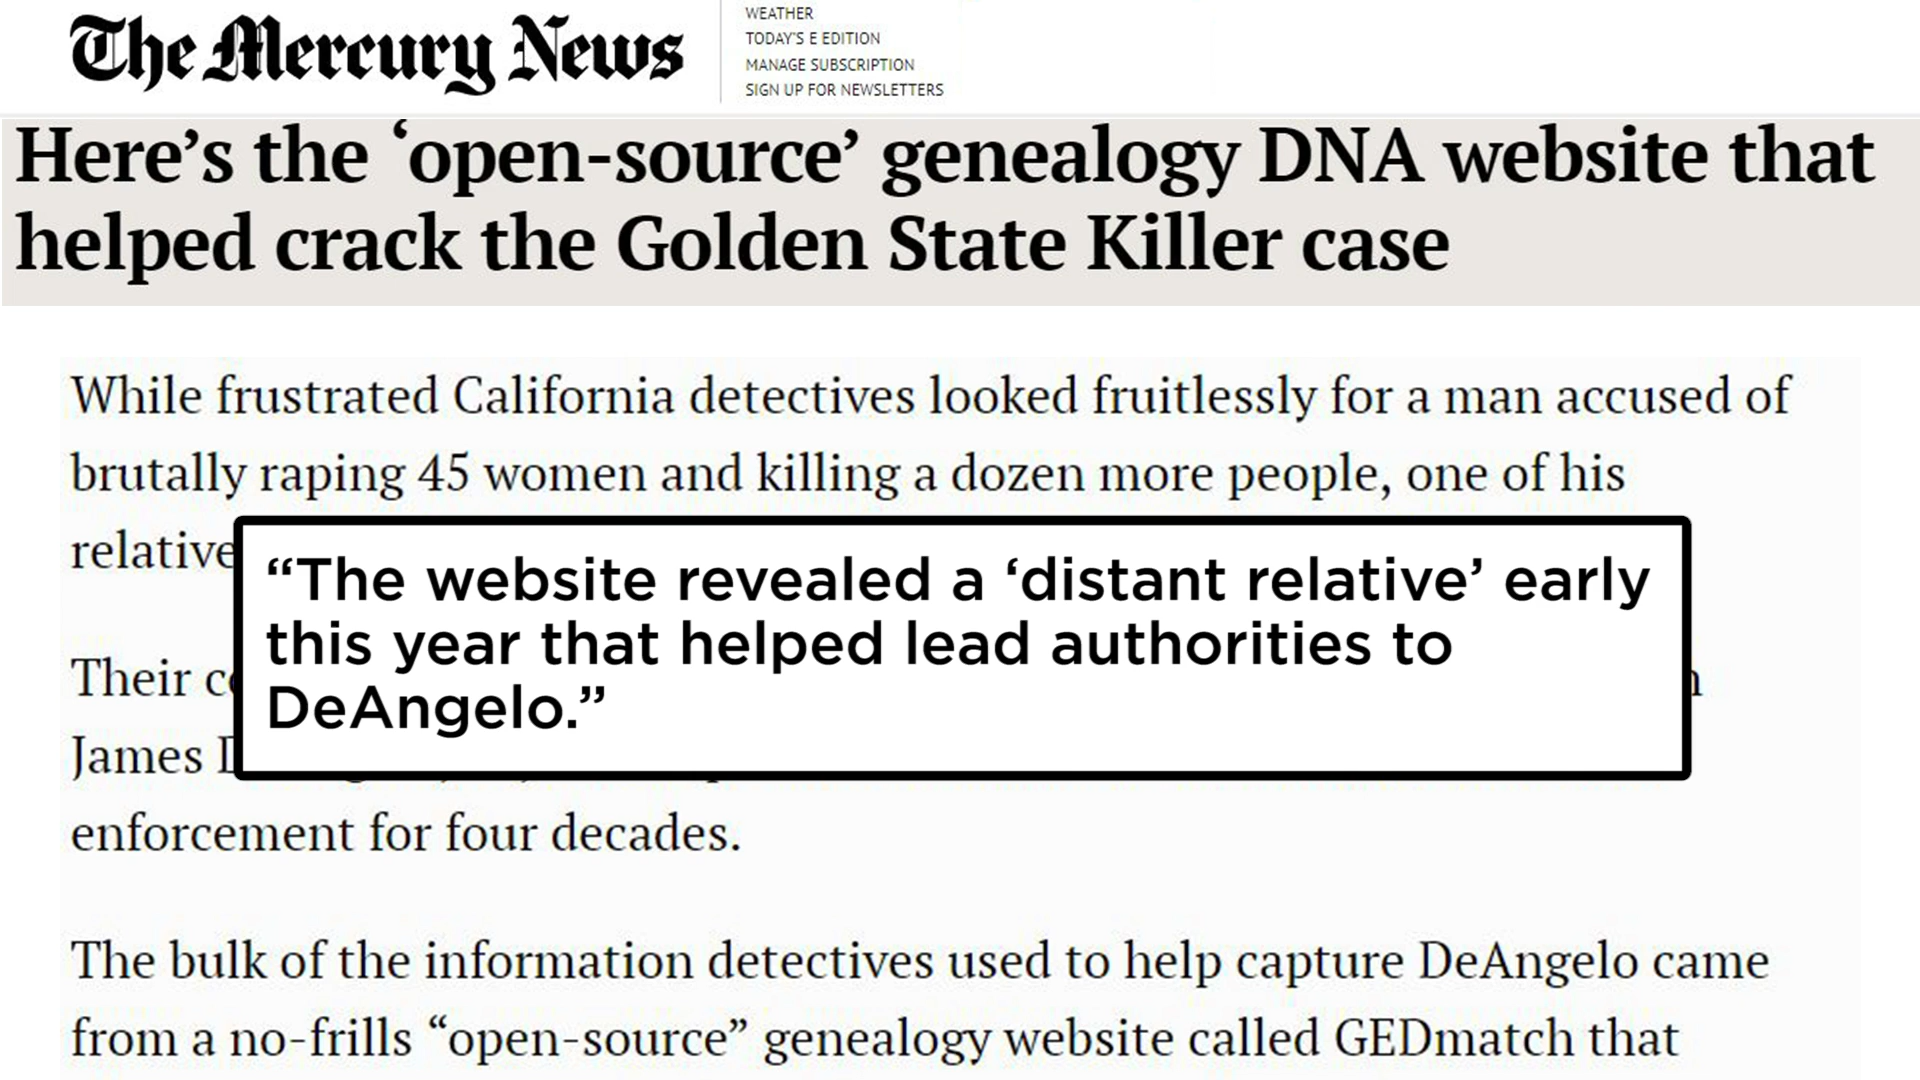 The Mercury News
WEATHER
TODAY'S E EDITION
MANAGE SUBSCRIPTION
SIGN UP FOR NEWSLETTERS
Here’s the ‘open-source’ genealogy DNA website that
helped crack the Golden State Killer case
While frustrated California detectives looked fruitlessly for a man accused of
brutally raping 45 women and killing a dozen more people, one of his
relative
“The website revealed a ‘distant relative’ early
this year that helped lead authorities to
DeAngelo.”
Their
James
enforcement for four decades.
The bulk of the information detectives used to help capture DeAngelo came
from a no-frills “open-source” genealogy website called GEDmatch that